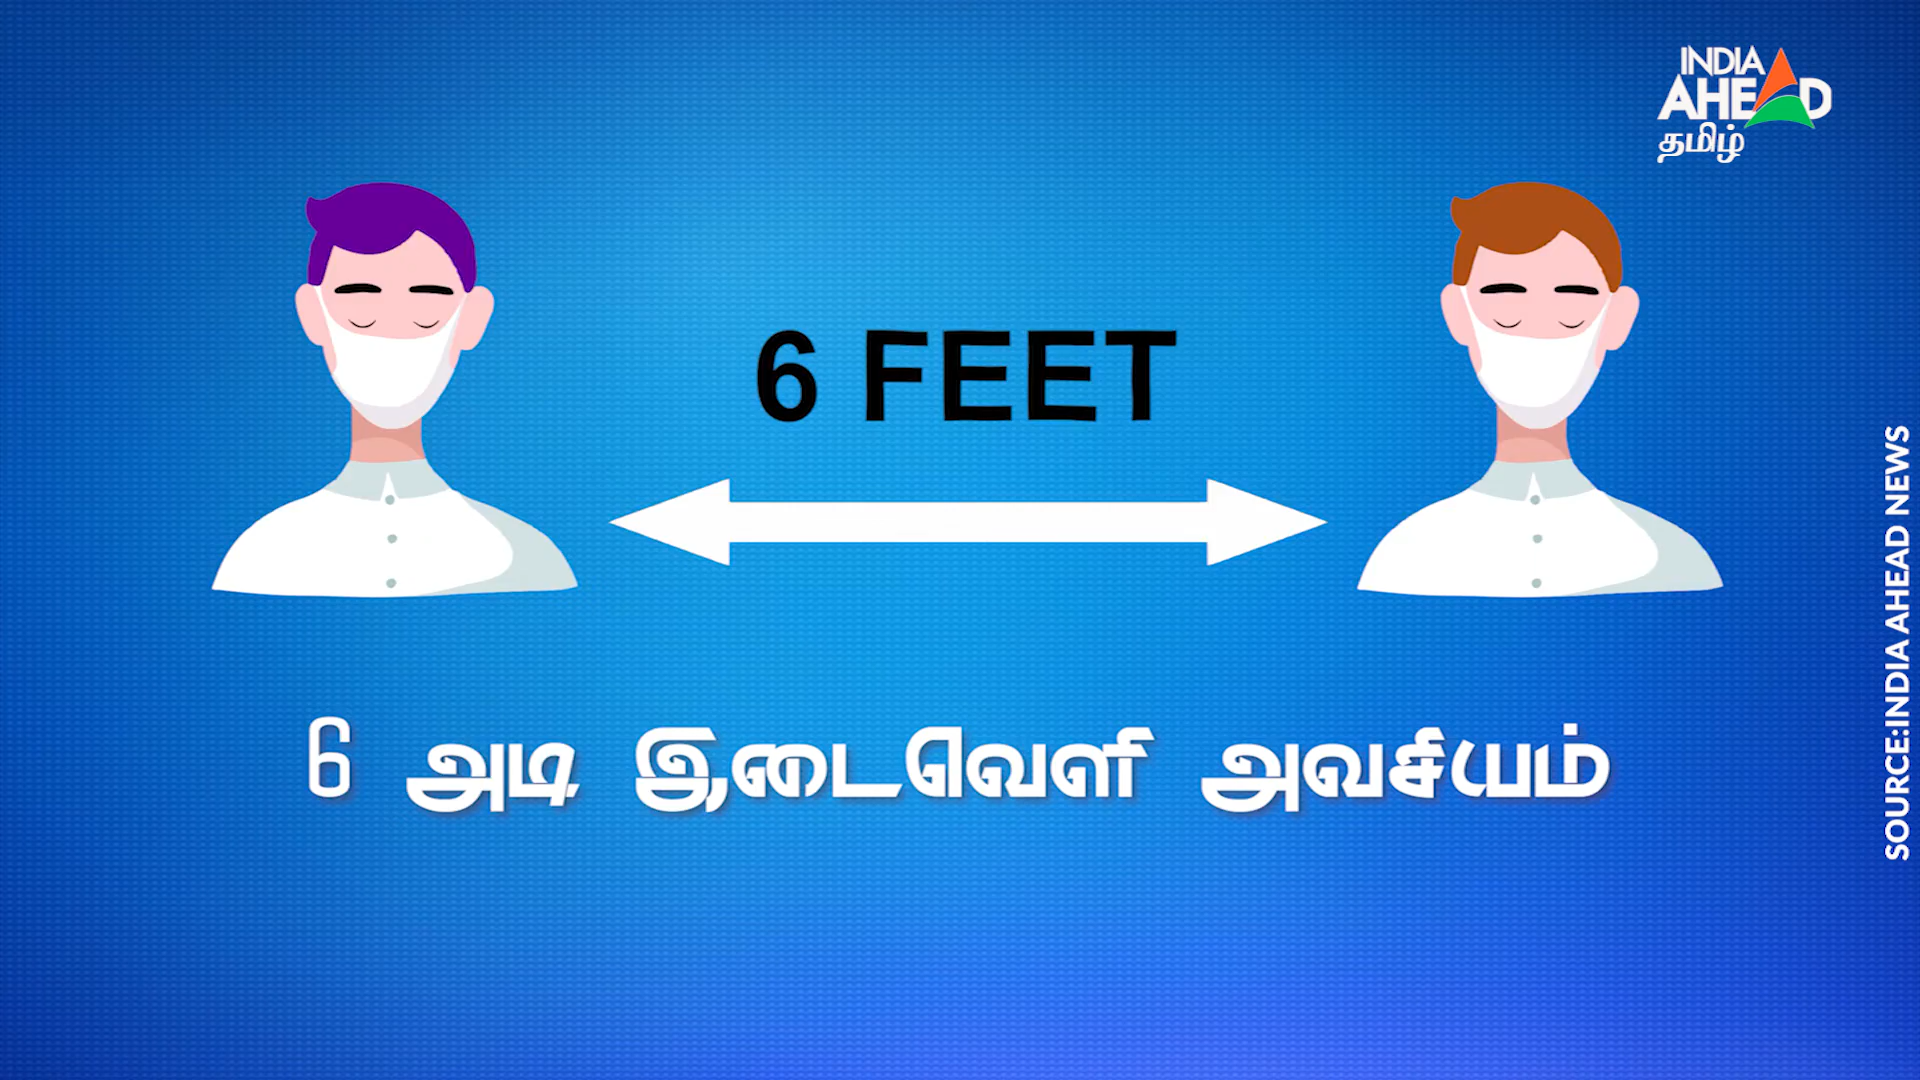 INDIA
AHEAD
தமிழ்
6 FEET
6 அடி இடைவெளி அவசியம்
SOURCE:INDIA AHEAD NEWS